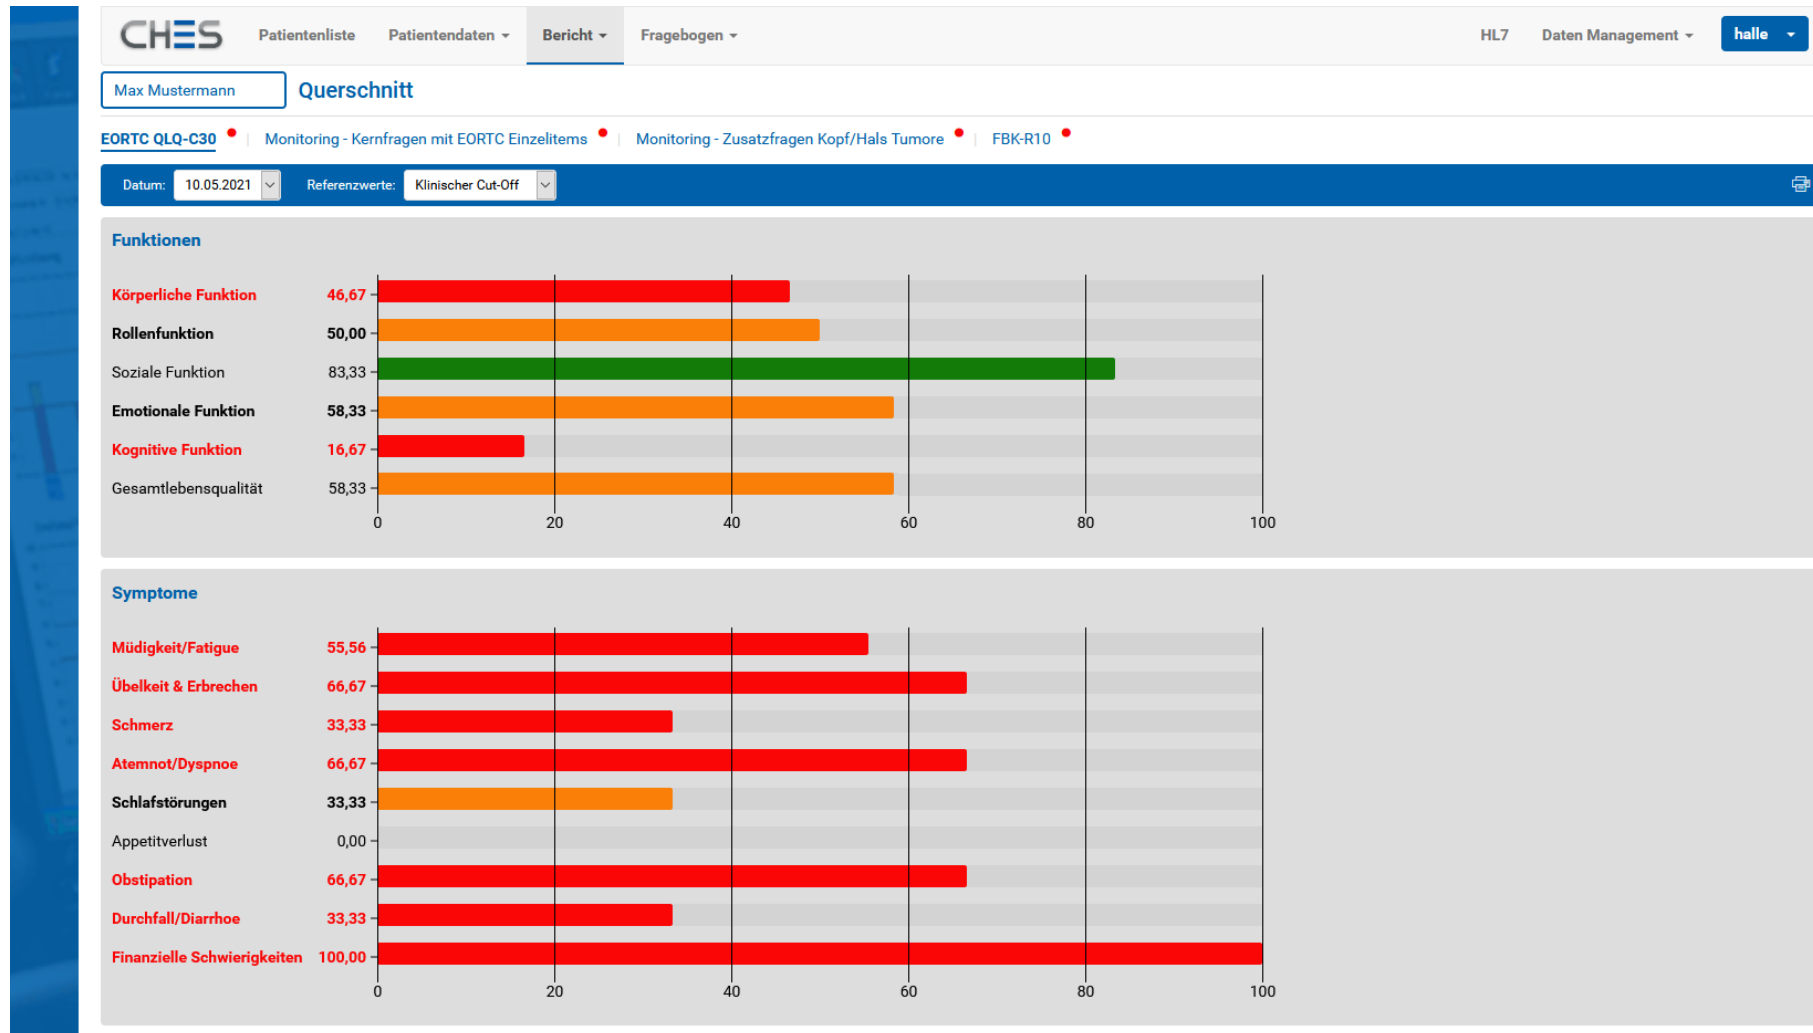 CHES Patientenliste Patientendaten Bericht Fragebogen HL7 Daten Management halle
Max Mustermann Querschnitt
EORTC QLQ-C30 | Monitoring - Kernfragen mit EORTC Einzelitems | Monitoring - Zusatzfragen Kopf/Hals Tumore | FBK-R10
Datum: 10.05.2021 Referenzwerte: Klinischer Cut-Off
Funktionen
Körperliche Funktion 46,67
Rollenfunktion 50,00
Soziale Funktion 83,33
Emotionale Funktion 58,33
Kognitive Funktion 16,67
Gesamtlebensqualität 58,33
0 20 40 60 80 100
Symptome
Müdigkeit/Fatigue 55,56
Übelkeit & Erbrechen 66,67
Schmerz 33,33
Atemnot/Dyspnoe 66,67
Schlafstörungen 33,33
Appetitverlust 0,00
Obstipation 66,67
Durchfall/Diarrhoe 33,33
Finanzielle Schwierigkeiten 100,00
0 20 40 60 80 100